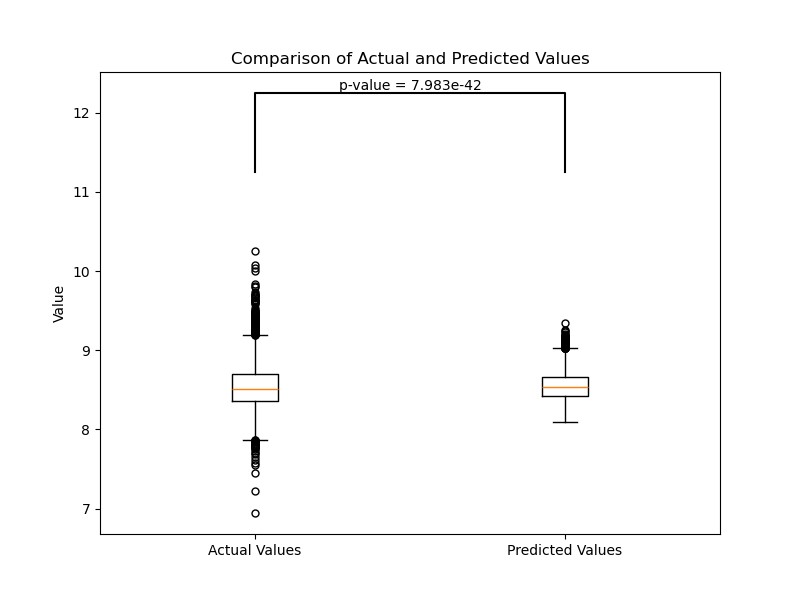 Comparison of Actual and Predicted Values
p-value = 7.983e-42
12
11
10
9
8
7
Value
Actual Values
Predicted Values